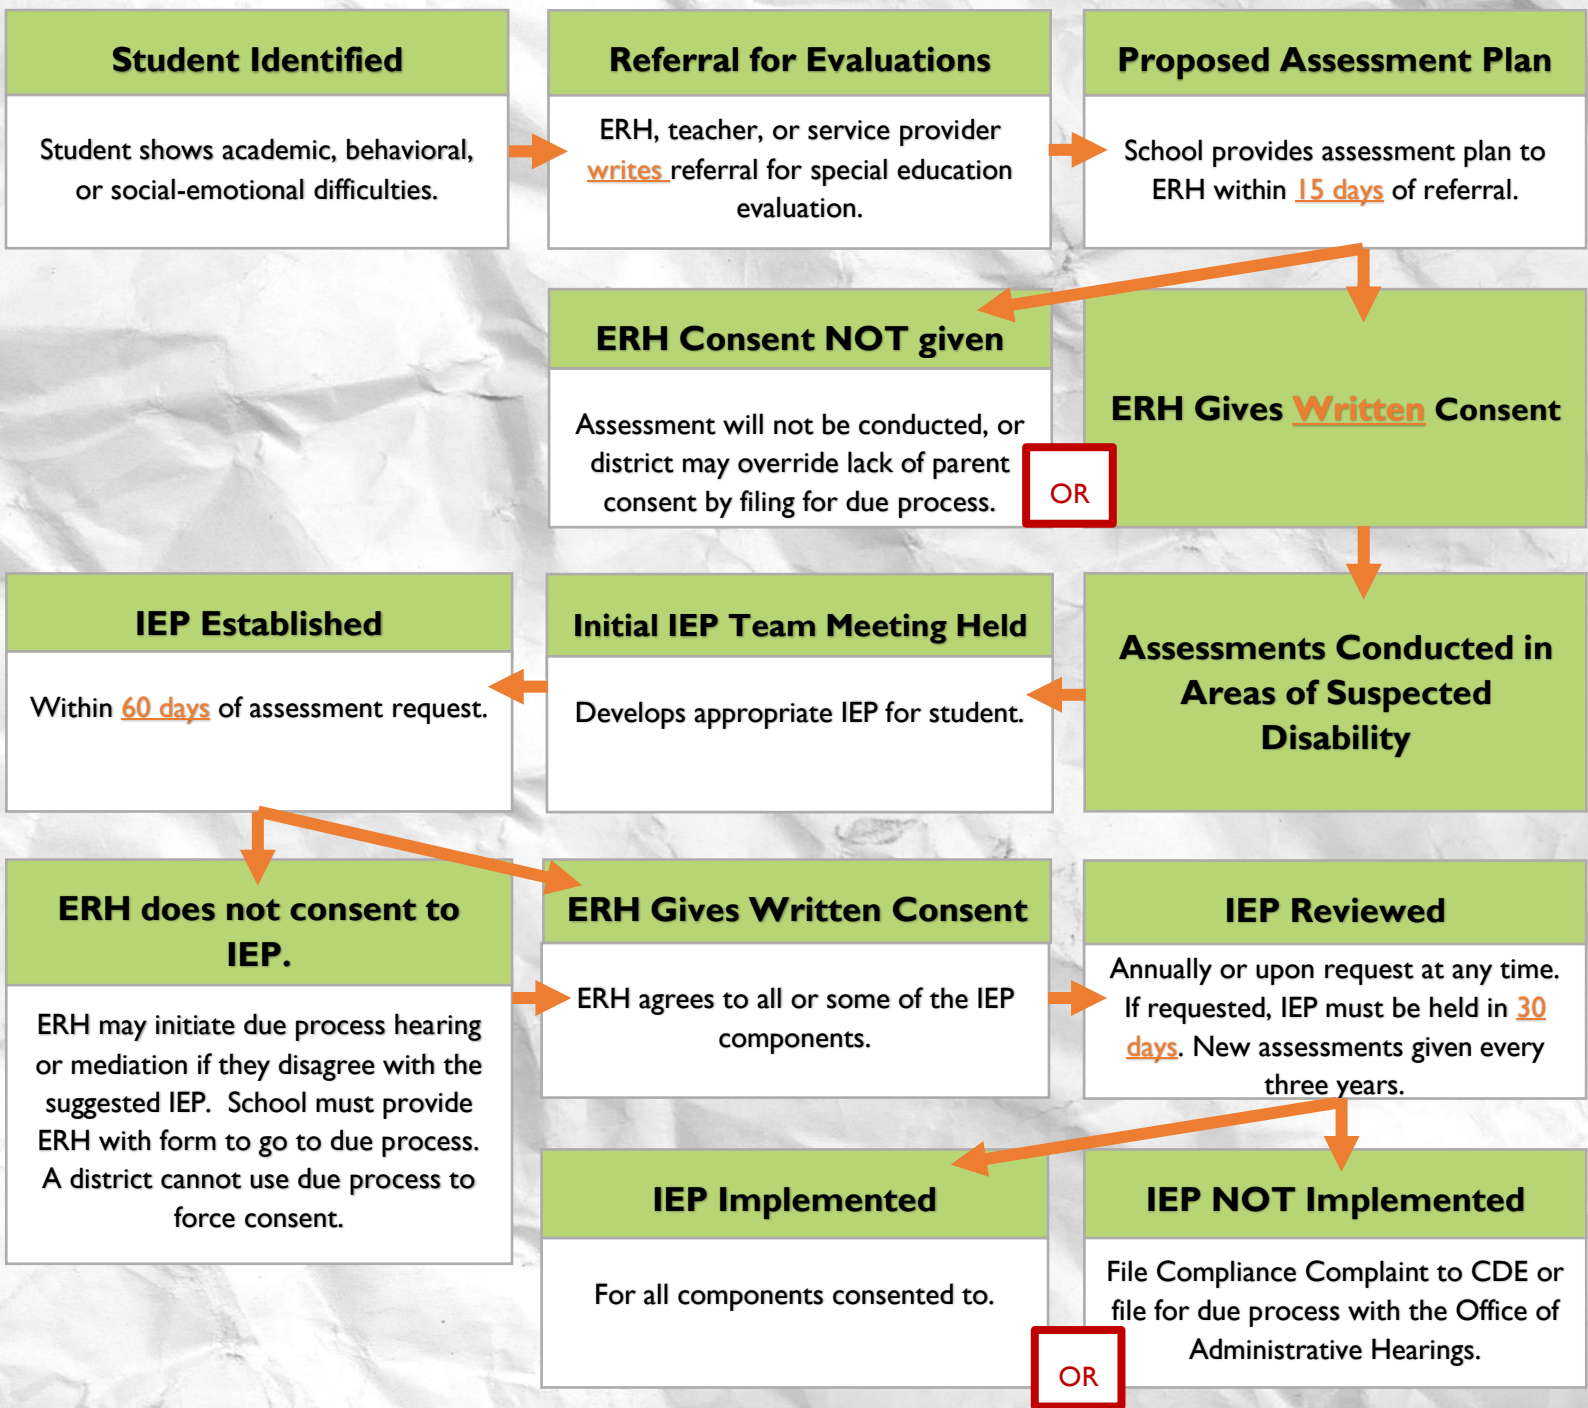 Student Identified
Student shows academic, behavioral,
or social-emotional difficulties.
Referral for Evaluations
ERH, teacher, or service provider
writes referral for special education
evaluation.
Proposed Assessment Plan
School provides assessment plan to
ERH within 15 days of referral.
ERH Consent NOT given
Assessment will not be conducted, or
district may override lack of parent
consent by filing for due process.
OR
ERH Gives Written Consent
Assessments Conducted in
Areas of Suspected
Disability
Initial IEP Team Meeting Held
Develops appropriate IEP for student.
IEP Established
Within 60 days of assessment request.
ERH does not consent to
IEP.
ERH may initiate due process hearing
or mediation if they disagree with the
suggested IEP. School must provide
ERH with form to go to due process.
A district cannot use due process to
force consent.
ERH Gives Written Consent
ERH agrees to all or some of the IEP
components.
IEP Reviewed
Annually or upon request at any time.
If requested, IEP must be held in 30
days. New assessments given every
three years.
IEP Implemented
For all components consented to.
OR
IEP NOT Implemented
File Compliance Complaint to CDE or
file for due process with the Office of
Administrative Hearings.